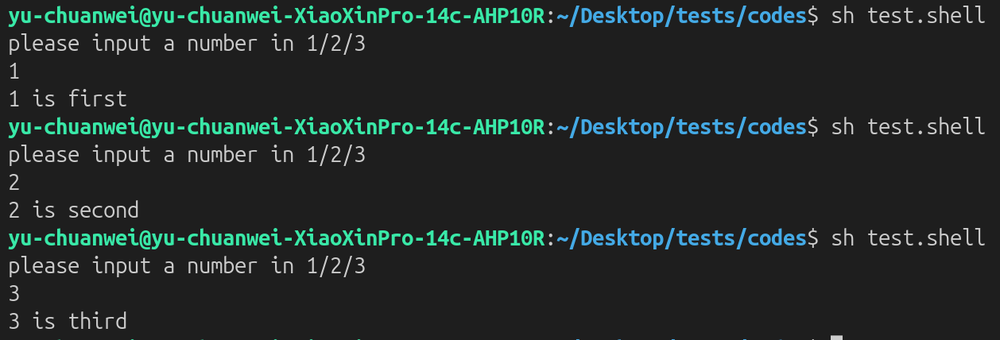 yu-chuanwei@yu-chuanwei-XiaoXinPro-14c-AHP10R:~/Desktop/tests/codes$ sh test.shell
please input a number in 1/2/3
1
1 is first
yu-chuanwei@yu-chuanwei-XiaoXinPro-14c-AHP10R:~/Desktop/tests/codes$ sh test.shell
please input a number in 1/2/3
2
2 is second
yu-chuanwei@yu-chuanwei-XiaoXinPro-14c-AHP10R:~/Desktop/tests/codes$ sh test.shell
please input a number in 1/2/3
3
3 is third